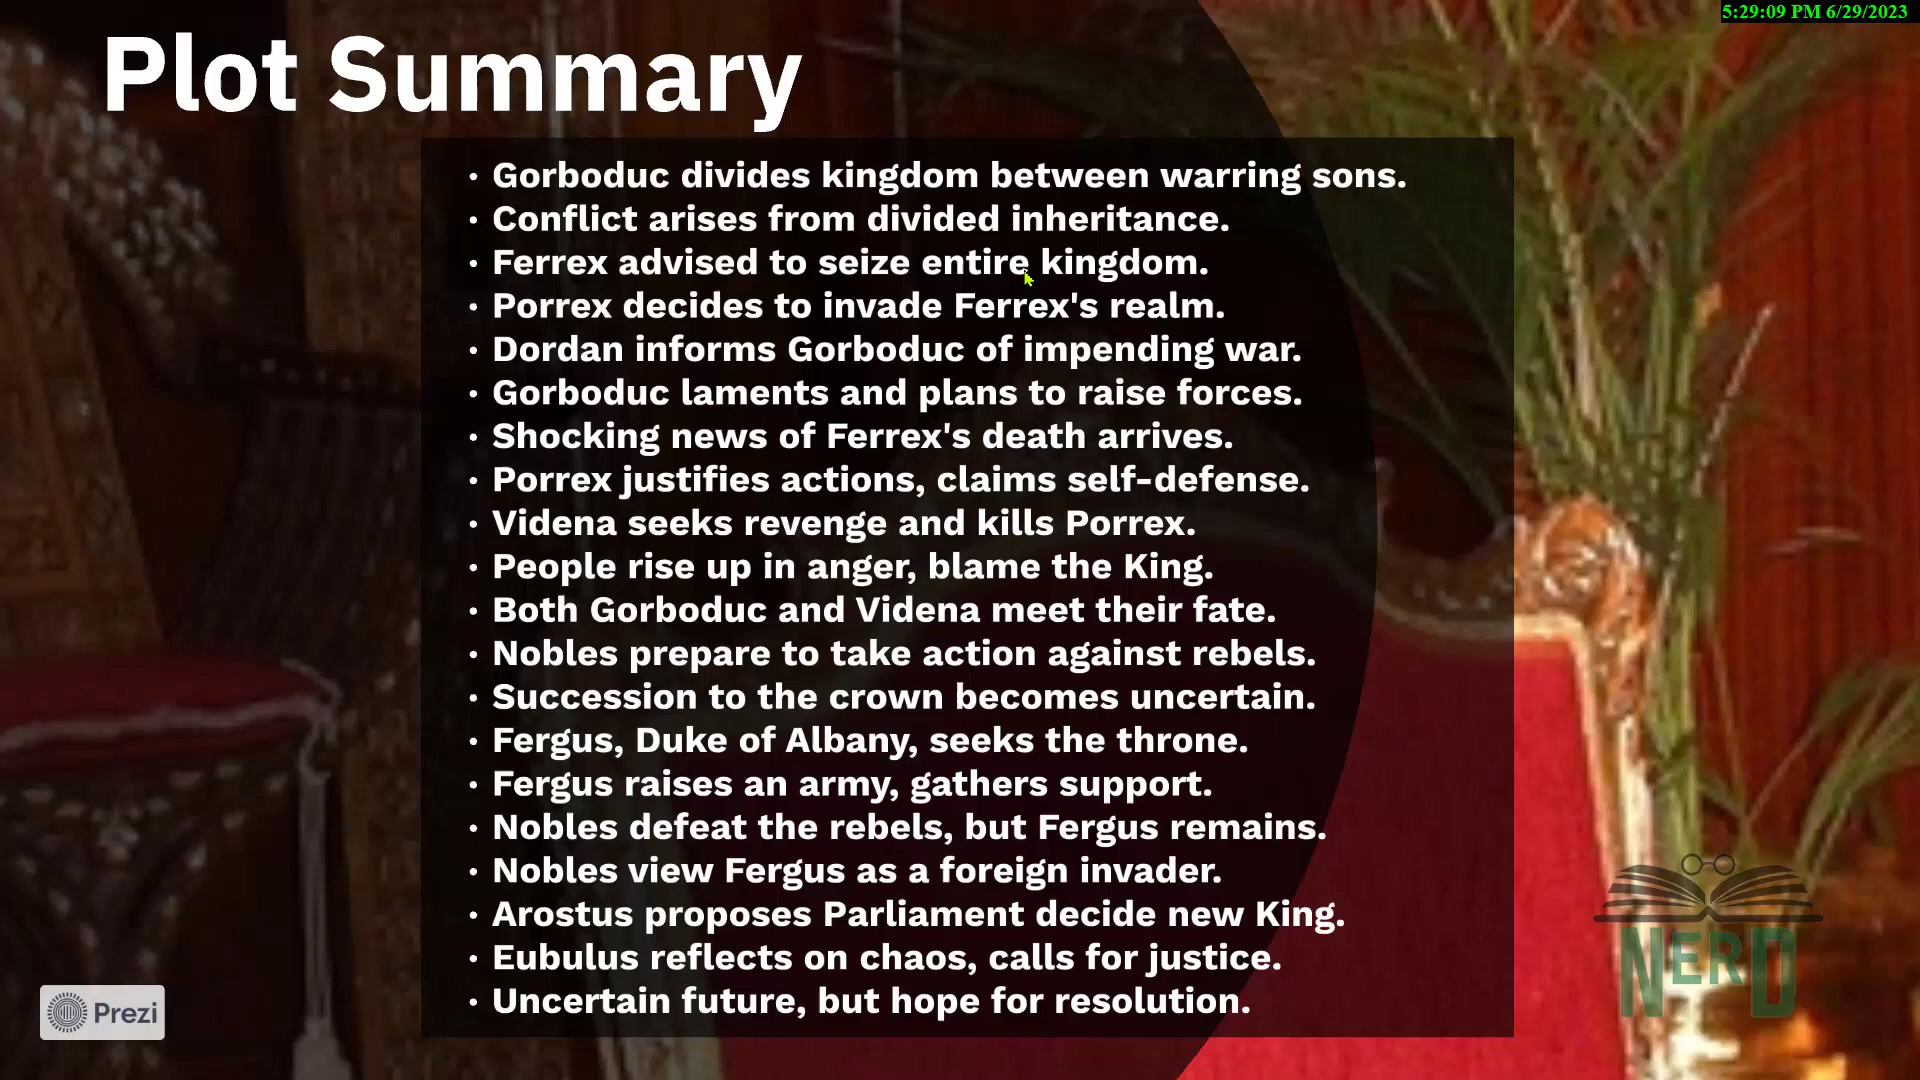 5:29:09 PM 6/29/2023
Plot Summary
• Gorboduc divides kingdom between warring sons.
• Conflict arises from divided inheritance.
• Ferrex advised to seize entire kingdom.
• Porrex decides to invade Ferrex's realm.
• Dordan informs Gorboduc of impending war.
• Gorboduc laments and plans to raise forces.
• Shocking news of Ferrex's death arrives.
• Porrex justifies actions, claims self-defense.
• Videna seeks revenge and kills Porrex.
• People rise up in anger, blame the King.
• Both Gorboduc and Videna meet their fate.
• Nobles prepare to take action against rebels.
• Succession to the crown becomes uncertain.
• Fergus, Duke of Albany, seeks the throne.
• Fergus raises an army, gathers support.
• Nobles defeat the rebels, but Fergus remains.
• Nobles view Fergus as a foreign invader.
• Arostus proposes Parliament decide new King.
• Eubulus reflects on chaos, calls for justice.
• Uncertain future, but hope for resolution.
NERD
Prezi